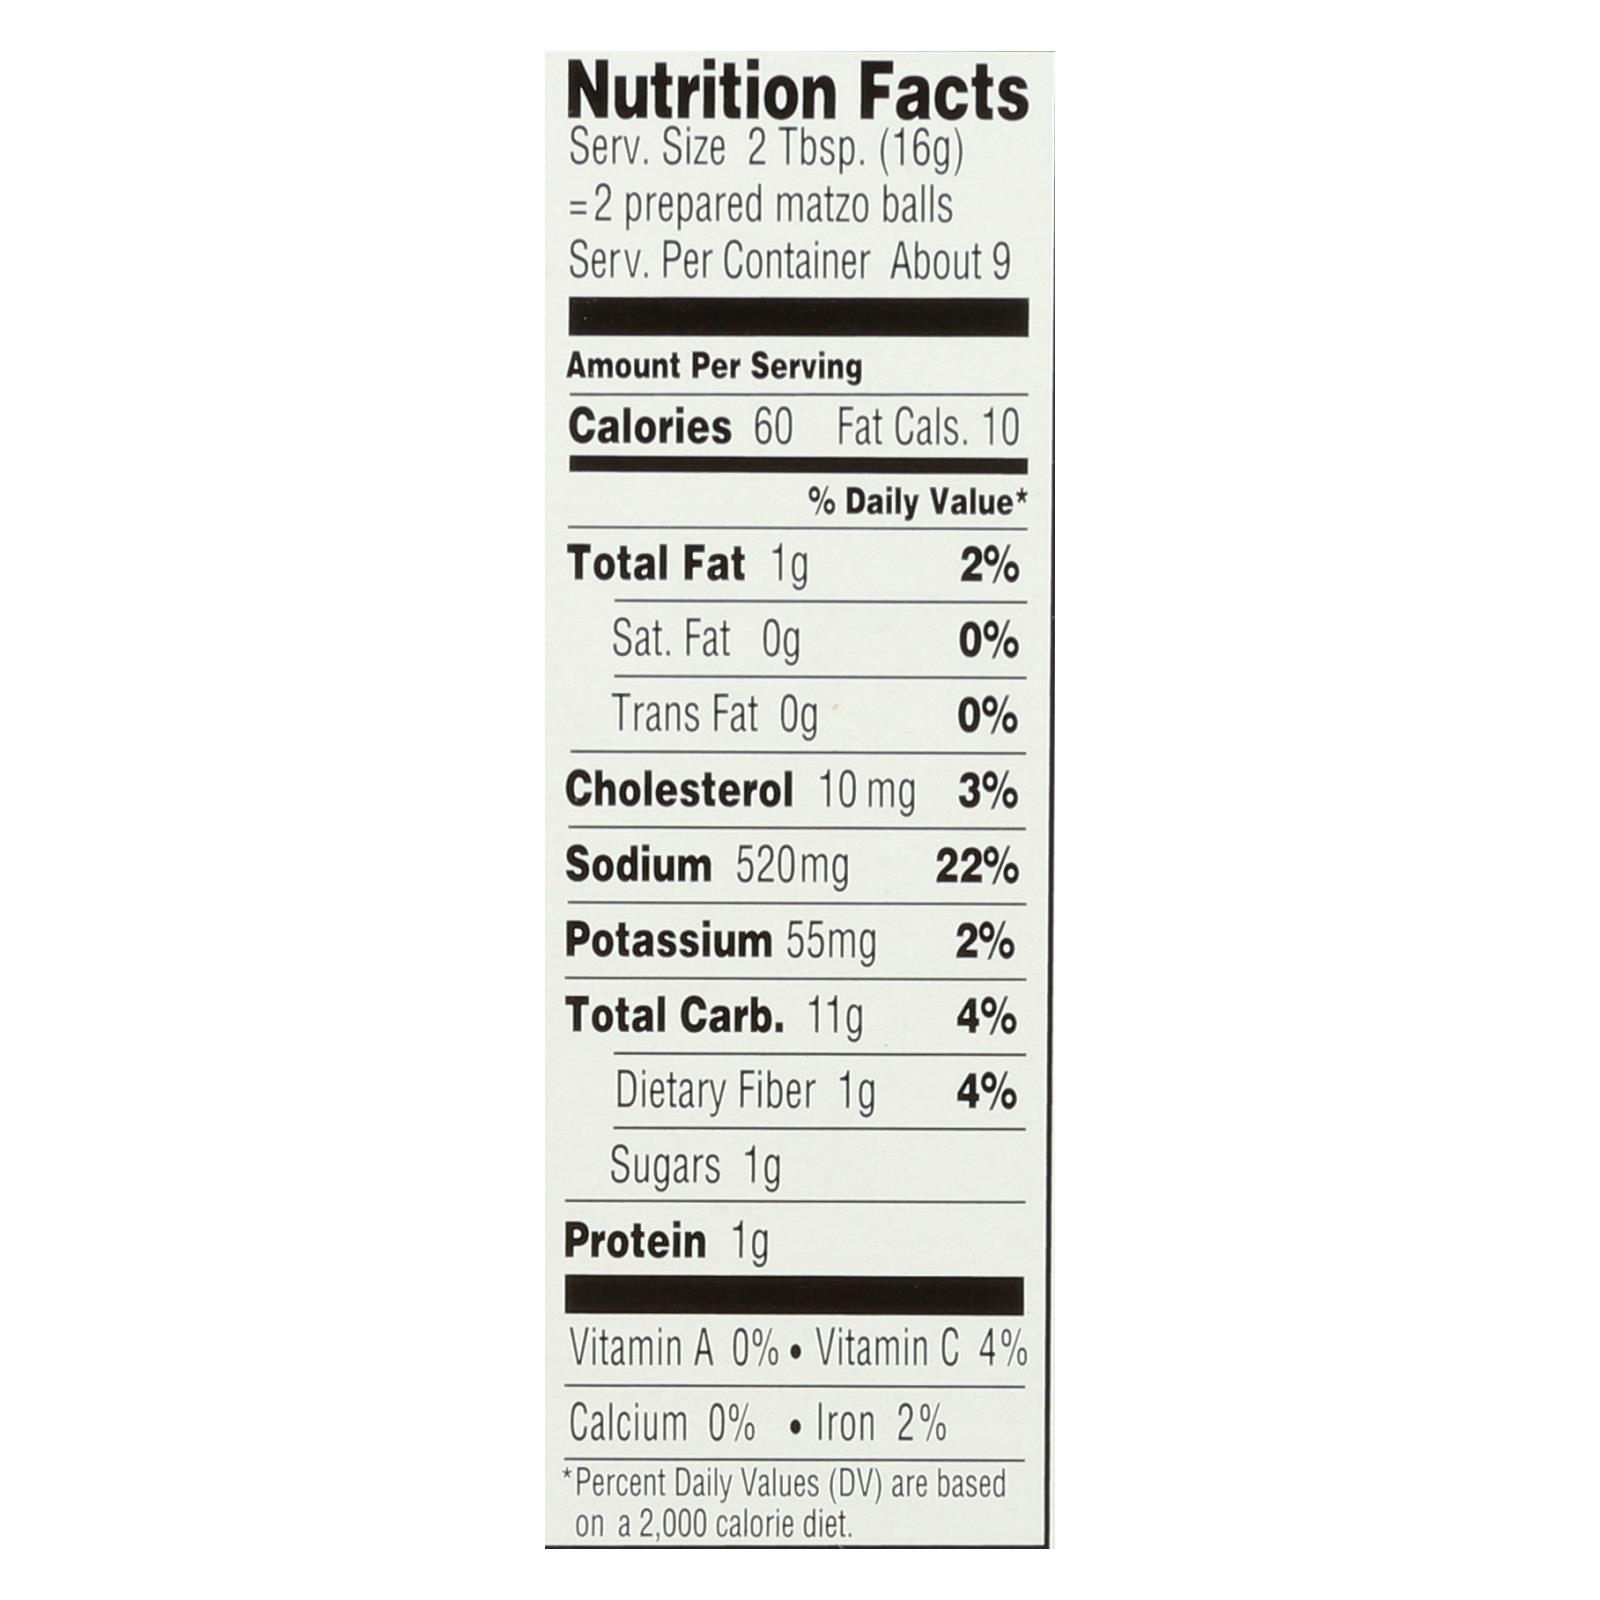 Nutrition Facts
Serv. Size 2 Tbsp. (16g)
=2 prepared matzo balls
Serv. Per Container About 9
Amount Per Serving
Calories 60 Fat Cals. 10
% Daily Value*
Total Fat 1g 2%
Sat. Fat 0g 0%
Trans Fat 0g 0%
Cholesterol 10 mg 3%
Sodium 520mg 22%
Potassium 55mg 2%
Total Carb. 11g 4%
Dietary Fiber 1g 4%
Sugars 1g
Protein 1g
Vitamin A 0% • Vitamin C 4%
Calcium 0% • Iron 2%
*Percent Daily Values (DV) are based
on a 2,000 calorie diet.